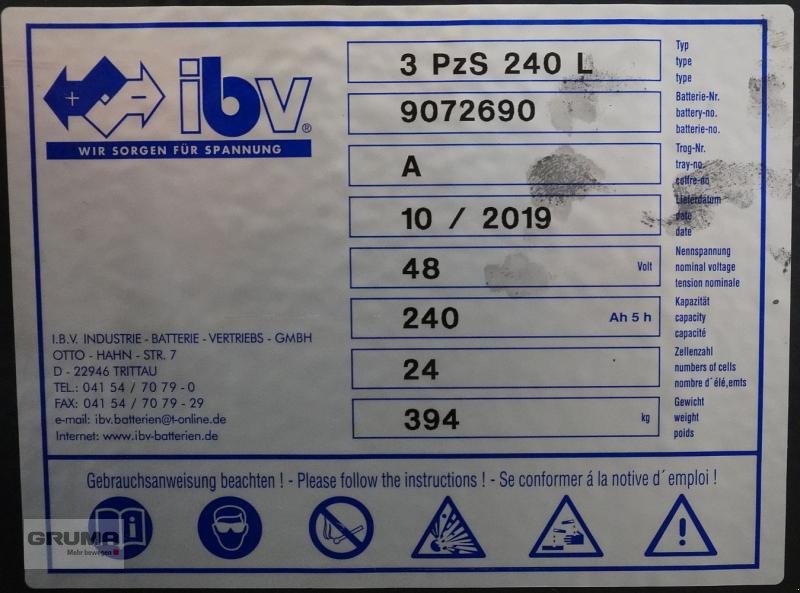 ibv®
WIR SORGEN FÜR SPANNUNG
3 PzS 240 L
Typ
type
type
9072690
Batterie-Nr.
battery-no.
batterie-no.
A
Trog-Nr.
tray-no.
coffre-no
10 / 2019
Lieferdatum
date
date
48 Volt
Nennspannung
nominal voltage
tension nominale
240 Ah 5 h
Kapazität
capacity
capacité
24
Zellenzahl
numbers of cells
nombre d´élé,emts
394 kg
Gewicht
weight
poids
I.B.V. INDUSTRIE - BATTERIE - VERTRIEBS - GMBH
OTTO - HAHN - STR. 7
D - 22946 TRITTAU
TEL.: 041 54 / 70 79 - 0
FAX: 041 54 / 70 79 - 29
e-mail: ibv.batterien@t-online.de
Internet: www.ibv-batterien.de
Gebrauchsanweisung beachten ! - Please follow the instructions ! - Se conformer á la notive d´emploi !
GRUMA
Mehr bewegen